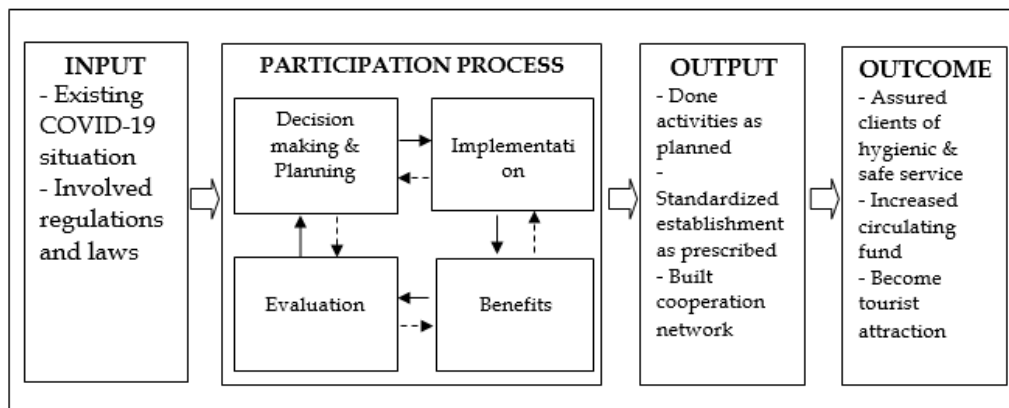 INPUT
- Existing
COVID-19
situation
- Involved
regulations
and laws
PARTICIPATION PROCESS
Decision
making &
Planning
Implementati
on
Evaluation
Benefits
OUTPUT
- Done
activities as
planned
-
Standardized
establishment
as prescribed
- Built
cooperation
network
OUTCOME
- Assured
clients of
hygienic &
safe service
- Increased
circulating
fund
- Become
tourist
attraction